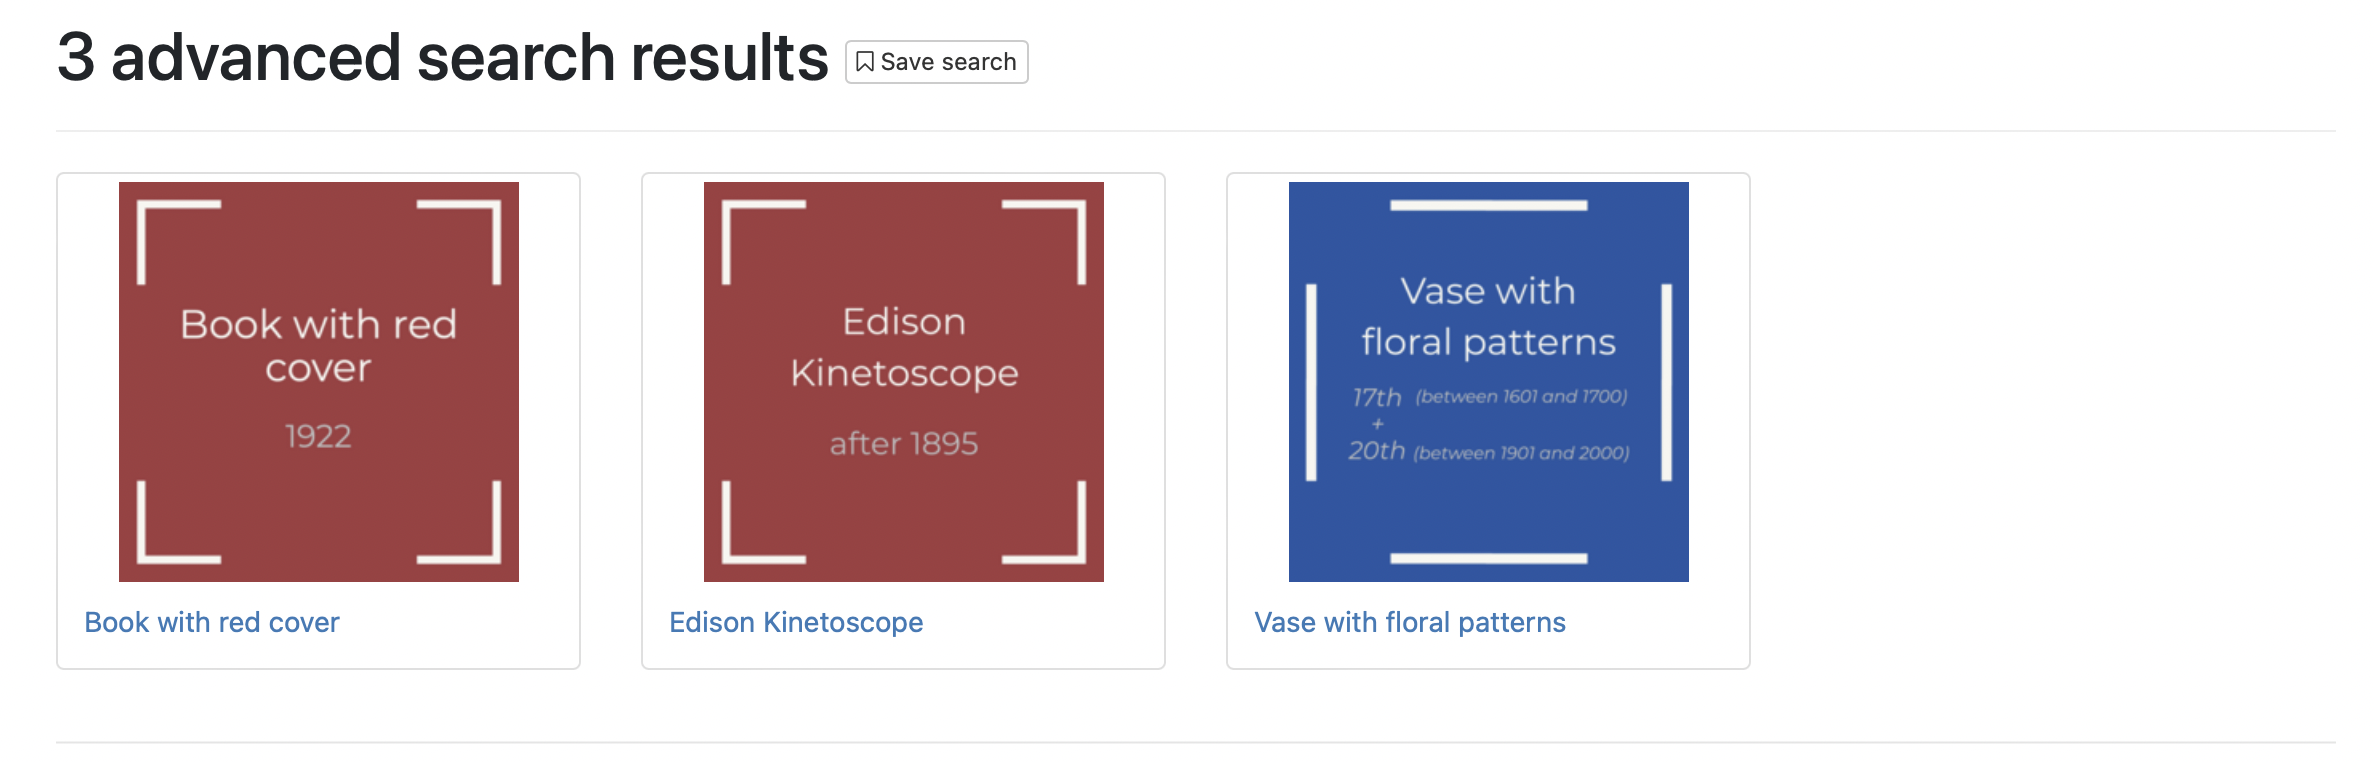 3 advanced search results
Save search
Book with red
cover
1922
Book with red cover
Edison
Kinetoscope
after 1895
Edison Kinetoscope
Vase with
floral patterns
17th (between 1601 and 1700)
+
20th (between 1901 and 2000)
Vase with floral patterns